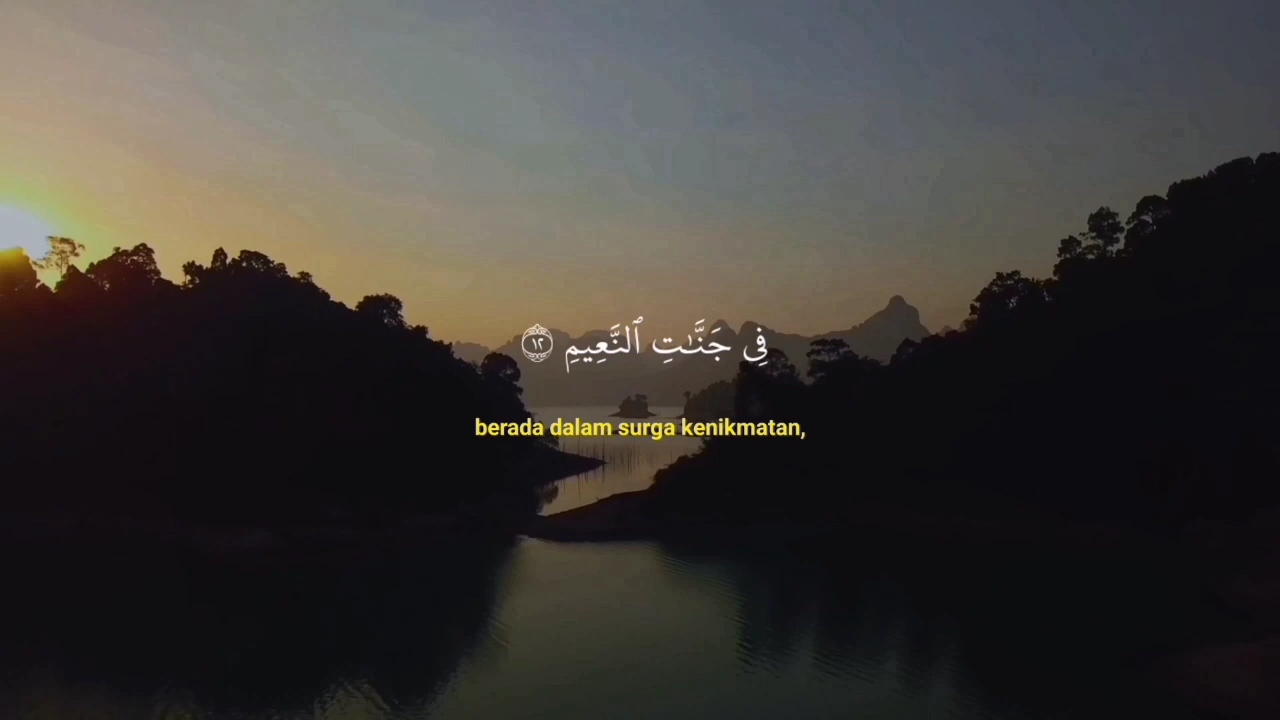 فِي جَنَّٰتِ ٱلنَّعِيمِ ١٢
berada dalam surga kenikmatan,